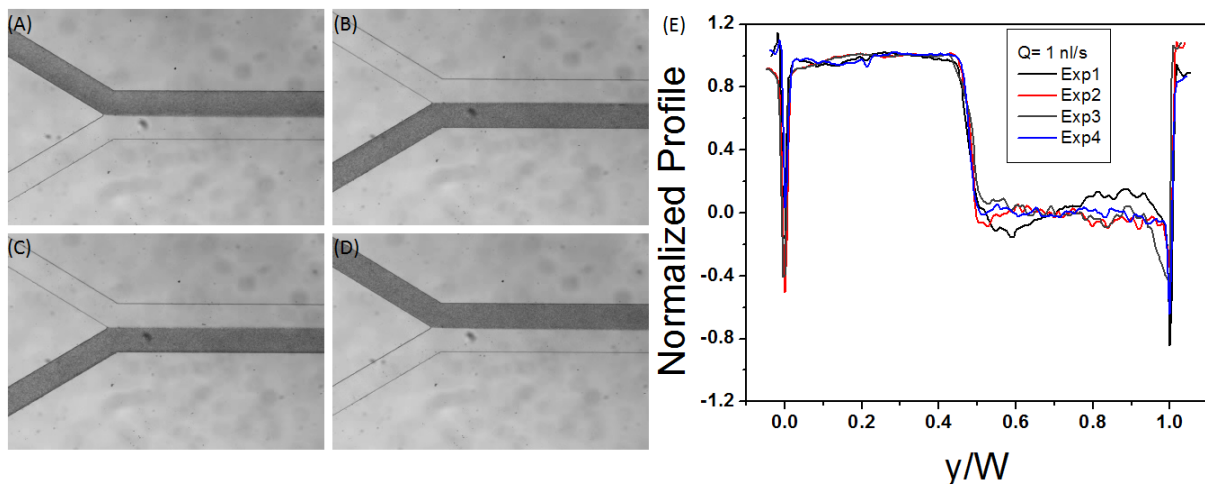 (A)
(B)
(C)
(D)
(E)
1.2
0.8
0.4
0.0
-0.4
-0.8
-1.2
Normalized Profile
Q= 1 nl/s
Exp1
Exp2
Exp3
Exp4
0.0 0.2 0.4 0.6 0.8 1.0
y/W